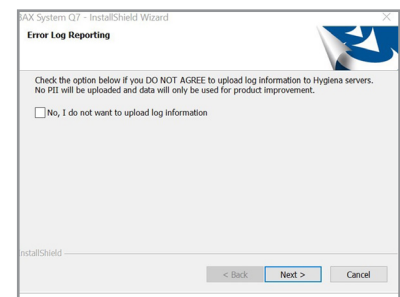 BAX System Q7 - InstallShield Wizard
Error Log Reporting
Check the option below if you DO NOT AGREE to upload log information to Hygiena servers.
No PII will be uploaded and data will only be used for product improvement.
No, I do not want to upload log information
InstallShield
< Back
Next >
Cancel